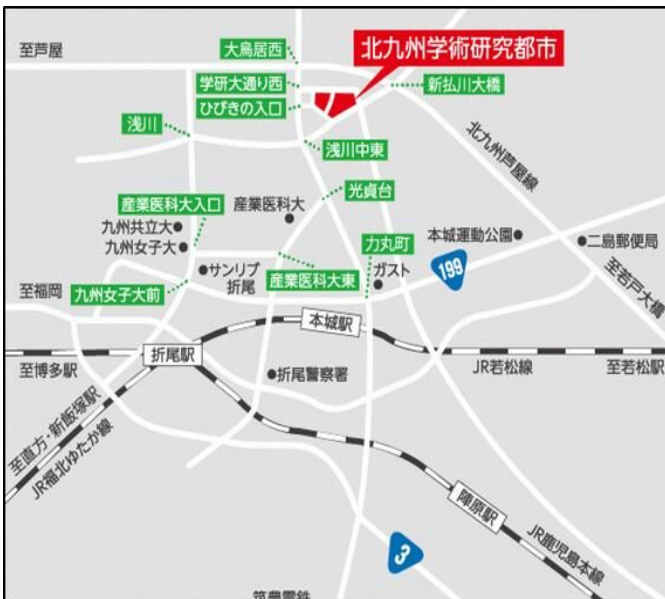 至芦屋
大鳥居西
北九州学術研究都市
学研大通り西
ひびきの入口
新払川大橋
浅川
浅川中東
北九州芦屋線
光貞台
産業医科大入口
産業医科大
九州共立大
九州女子大
力丸町
本城運動公園
二島郵便局
サンリブ
折尾
産業医科大東
ガスト
199
至若戸大橋
至福岡
九州女子大前
本城駅
折尾駅
至博多駅
JR若松線
至若松駅
折尾警察署
至直方・新飯塚駅
JR福北ゆたか線
陣原駅
JR鹿児島本線
3
筑豊電鉄